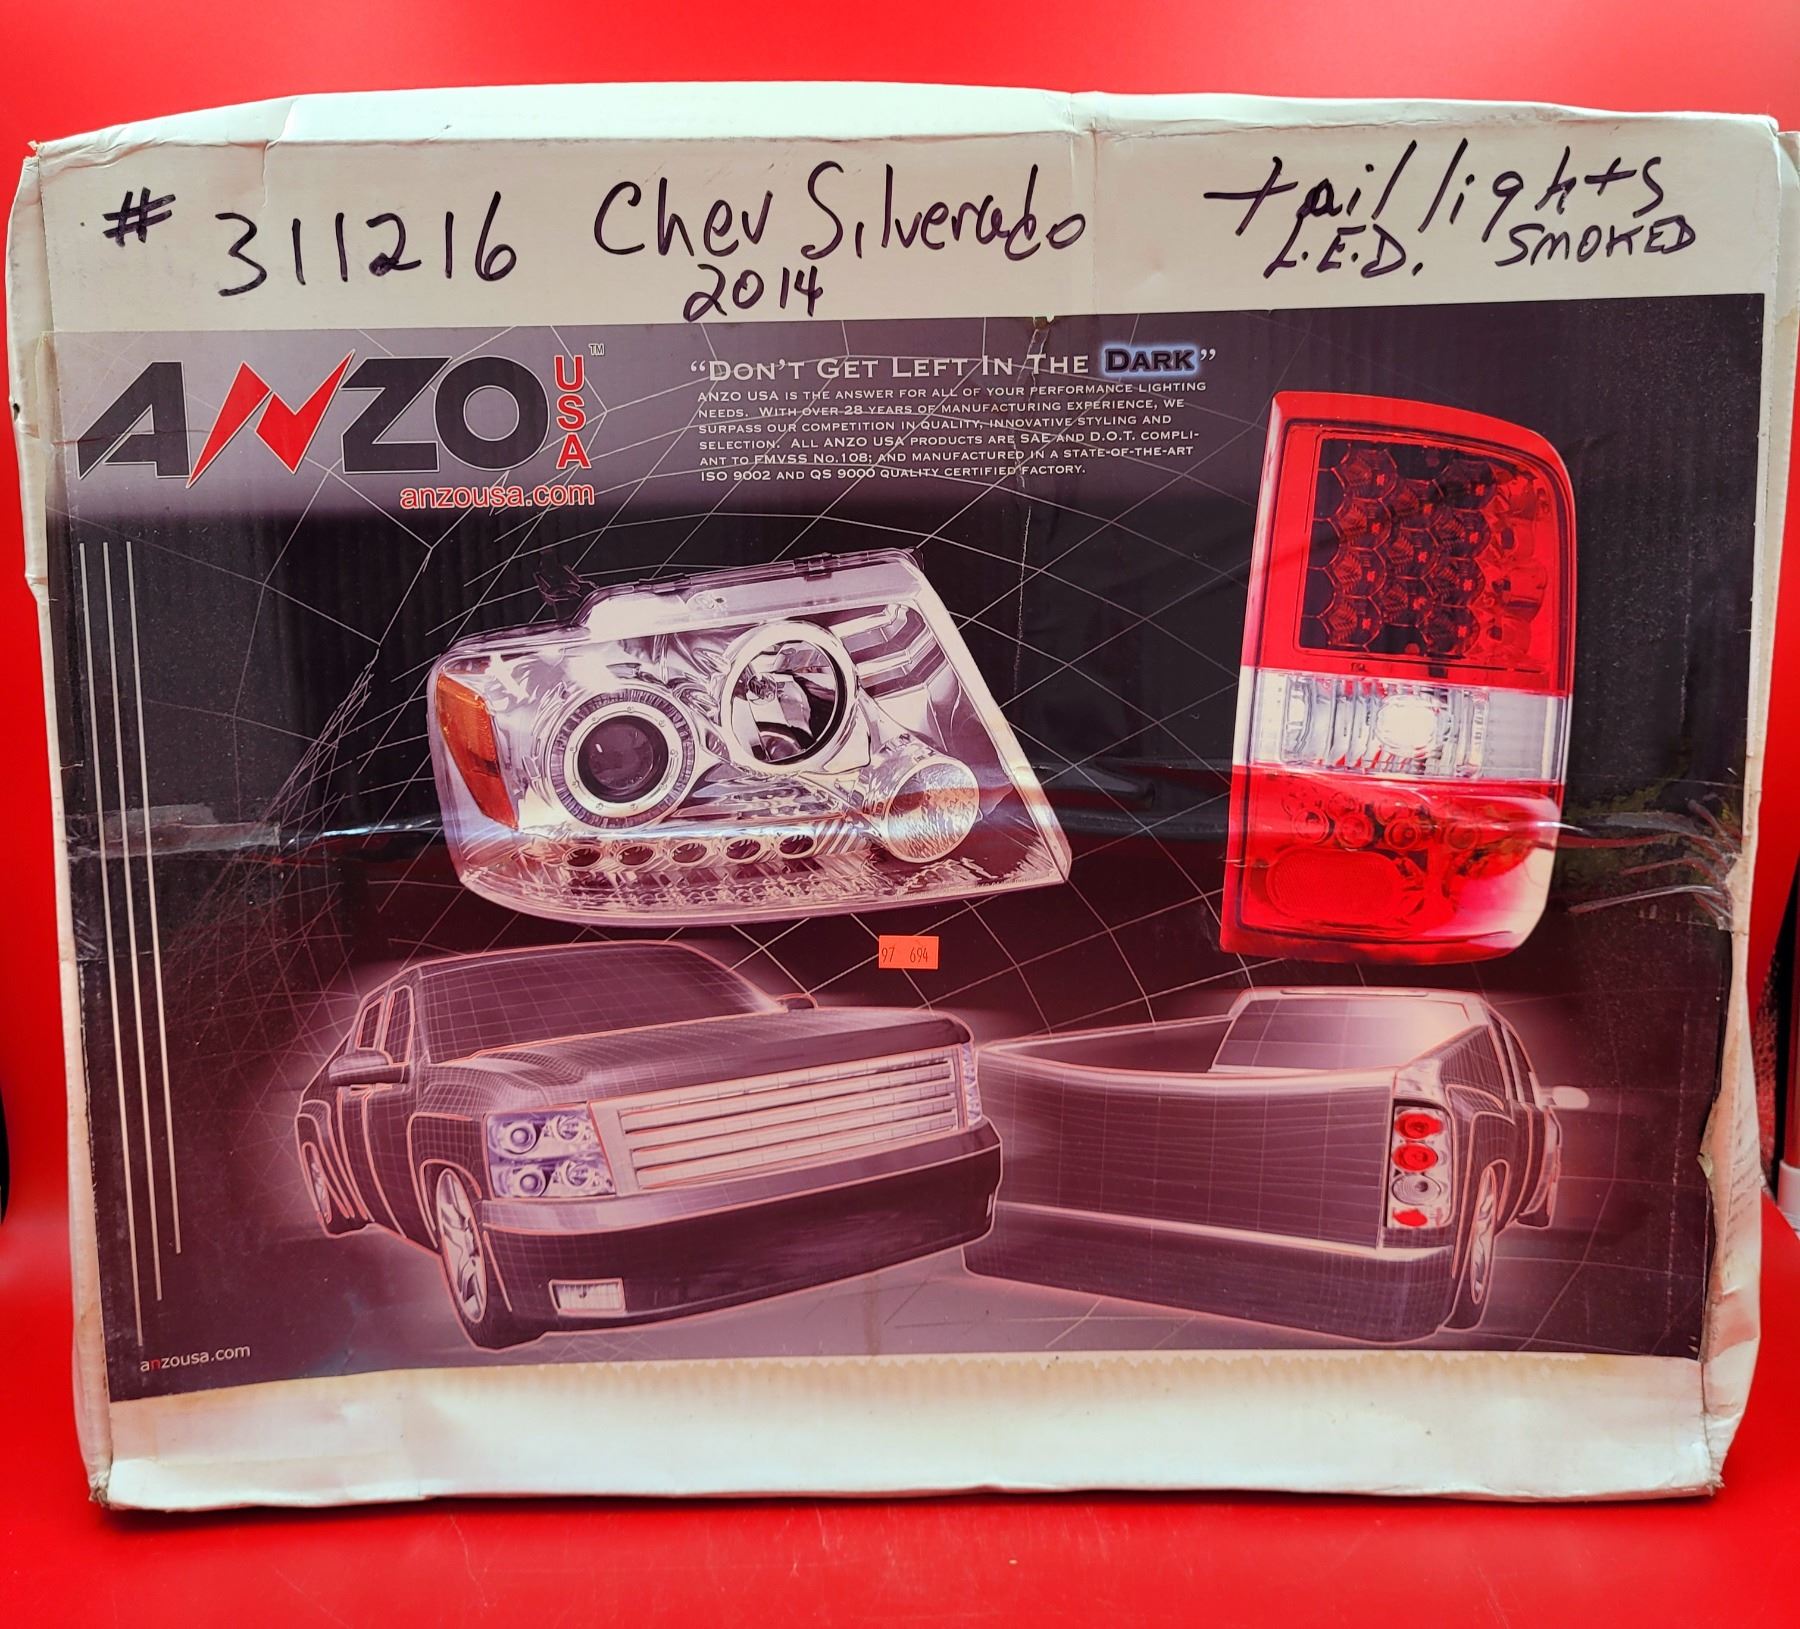 # 311216 Chev Silverado tail lights
2014 L.E.D. SMOKED
ANZO USA™
anzousa.com
“DON'T GET LEFT IN THE DARK”
ANZO USA IS THE ANSWER FOR ALL OF YOUR PERFORMANCE LIGHTING
NEEDS. WITH OVER 28 YEARS OF MANUFACTURING EXPERIENCE, WE
SURPASS OUR COMPETITION IN QUALITY, INNOVATIVE STYLING AND
SELECTION. ALL ANZO USA PRODUCTS ARE SAE AND D.O.T. COMPLI-
ANT TO FMVSS NO.108; AND MANUFACTURED IN A STATE-OF-THE-ART
ISO 9002 AND QS 9000 QUALITY CERTIFIED FACTORY.
97 694
anzousa.com